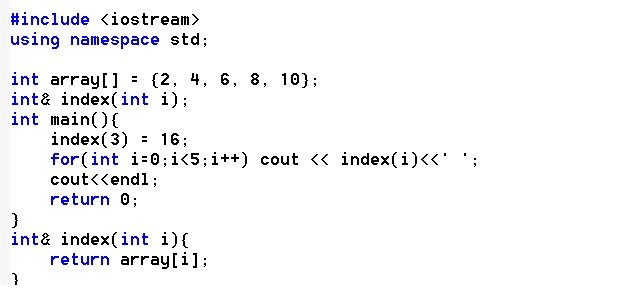 #include <iostream>
using namespace std;
int array[] = {2, 4, 6, 8, 10};
int& index(int i);
int main(){
index(3) = 16;
for(int i=0;i<5;i++) cout << index(i)<<' ';
cout<<endl;
return 0;
}
int& index(int i){
return array[i];
}